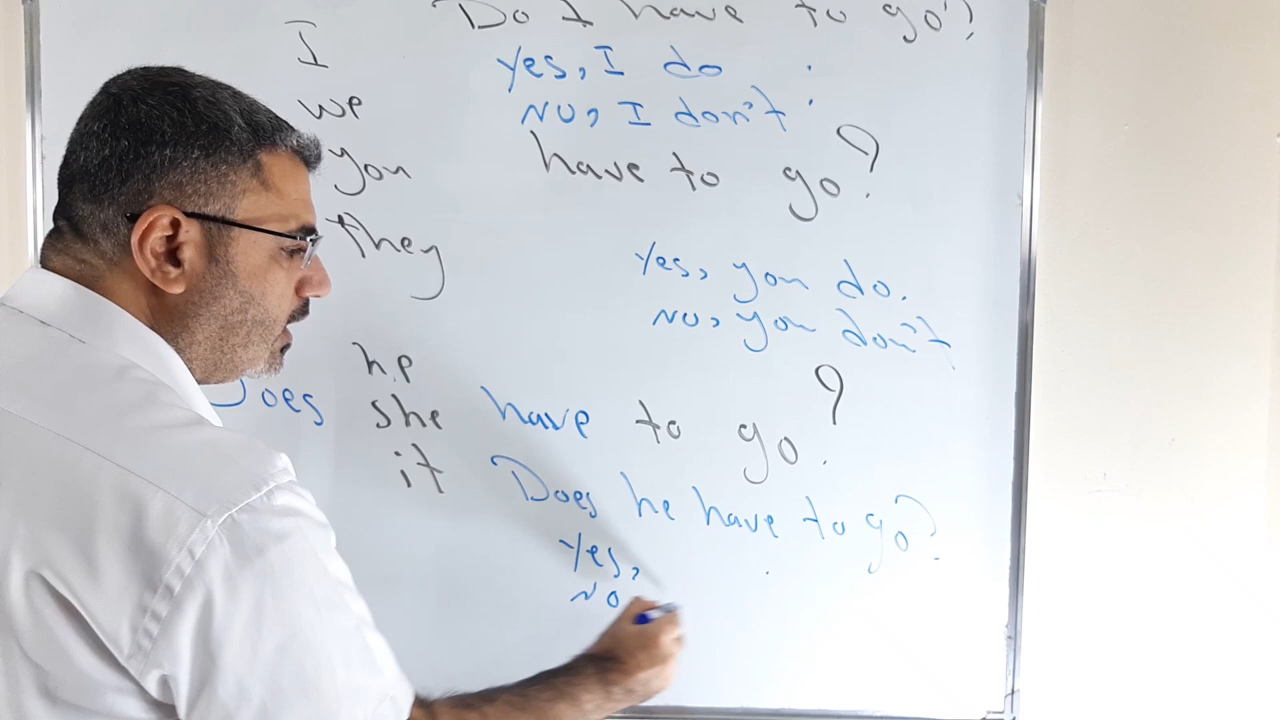 Do I have to go?
I
Yes, I do.
we
No, I don't.
you have to go?
they
Yes, you do.
No, you don't
he
Does she have to go?
it
Does he have to go?
Yes,
No